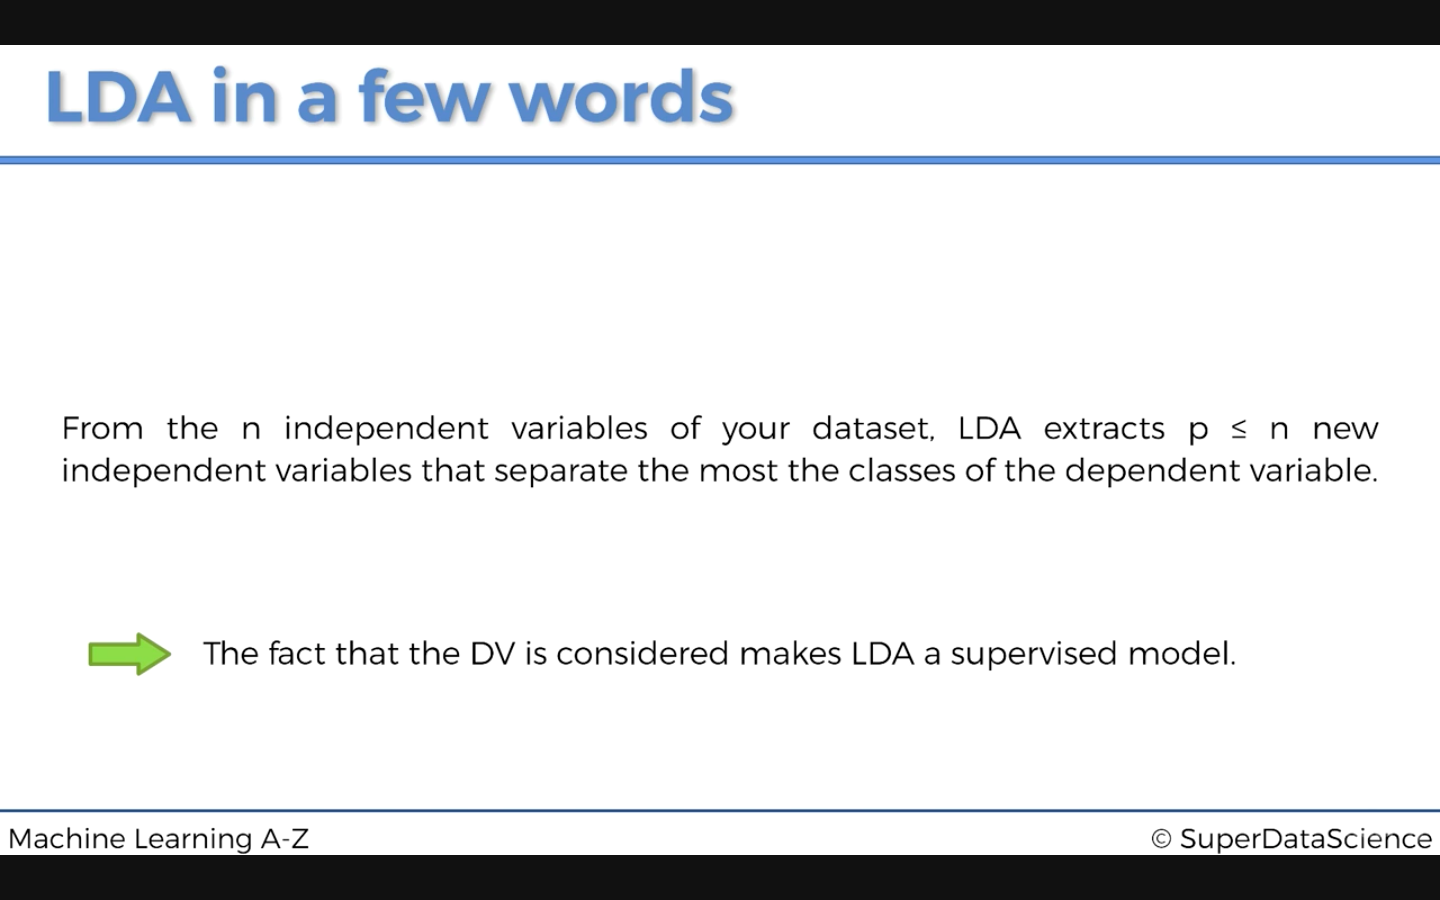 LDA in a few words
From the n independent variables of your dataset, LDA extracts p ≤ n new
independent variables that separate the most the classes of the dependent variable.
The fact that the DV is considered makes LDA a supervised model.
Machine Learning A-Z
© SuperDataScience